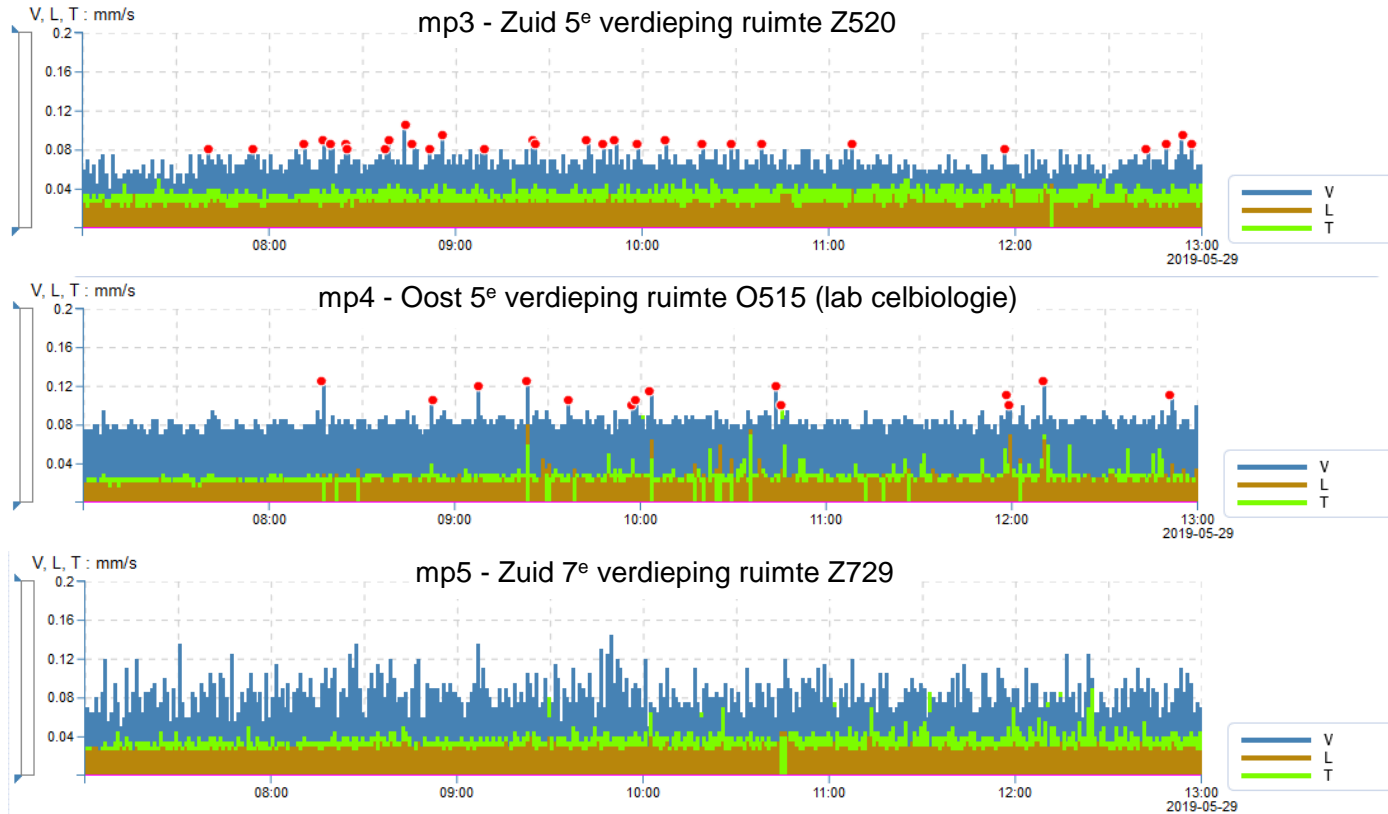 V, L, T : mm/s
mp3 - Zuid 5e verdieping ruimte Z520
0.2
0.16
0.12
0.08
0.04
08:00 09:00 10:00 11:00 12:00 13:00
2019-05-29
V
L
T
V, L, T : mm/s
mp4 - Oost 5e verdieping ruimte O515 (lab celbiologie)
0.2
0.16
0.12
0.08
0.04
08:00 09:00 10:00 11:00 12:00 13:00
2019-05-29
V
L
T
V, L, T : mm/s
mp5 - Zuid 7e verdieping ruimte Z729
0.2
0.16
0.12
0.08
0.04
08:00 09:00 10:00 11:00 12:00 13:00
2019-05-29
V
L
T